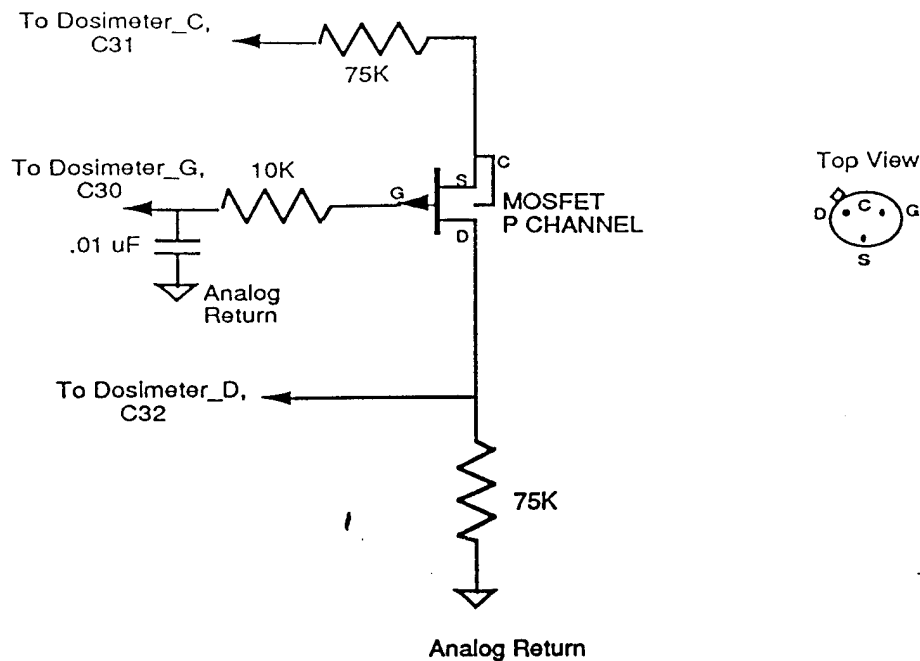 To Dosimeter_C,
C31
75K
To Dosimeter_G,
C30
10K
.01 uF
Analog
Return
G
S
C
D
MOSFET
P CHANNEL
Top View
D
C
G
S
To Dosimeter_D,
C32
75K
Analog Return